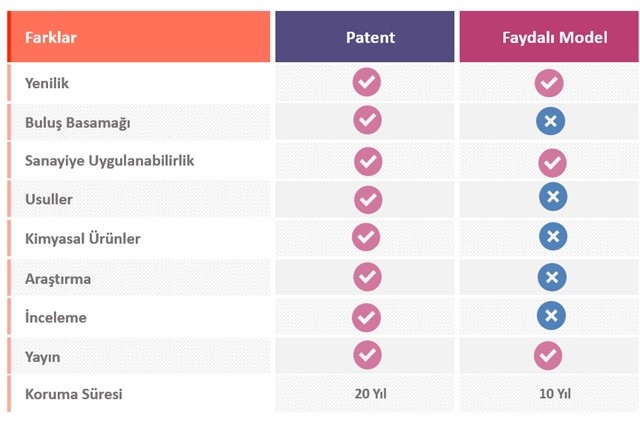 Farklar Patent Faydalı Model
Yenilik
Buluş Basamağı
Sanayiye Uygulanabilirlik
Usuller
Kimyasal Ürünler
Araştırma
İnceleme
Yayın
Koruma Süresi 20 Yıl 10 Yıl